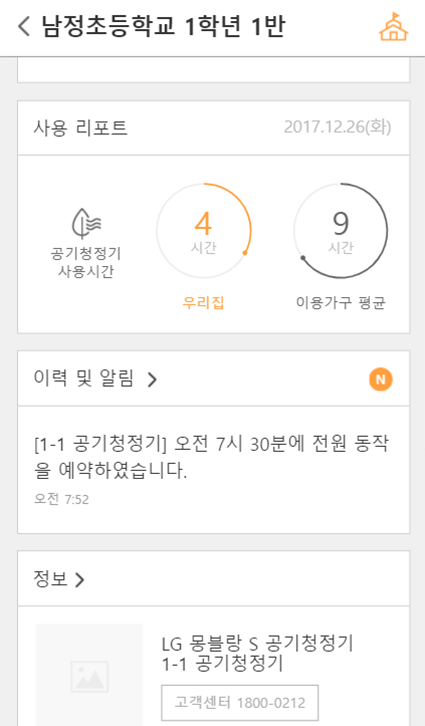 남정초등학교 1학년 1반
사용 리포트
2017.12.26(화)
공기청정기
사용시간
4
시간
우리집
9
시간
이용가구 평균
이력 및 알림
N
[1-1 공기청정기] 오전 7시 30분에 전원 동작
을 예약하였습니다.
오전 7:52
정보
LG 몽블랑 S 공기청정기
1-1 공기청정기
고객센터 1800-0212